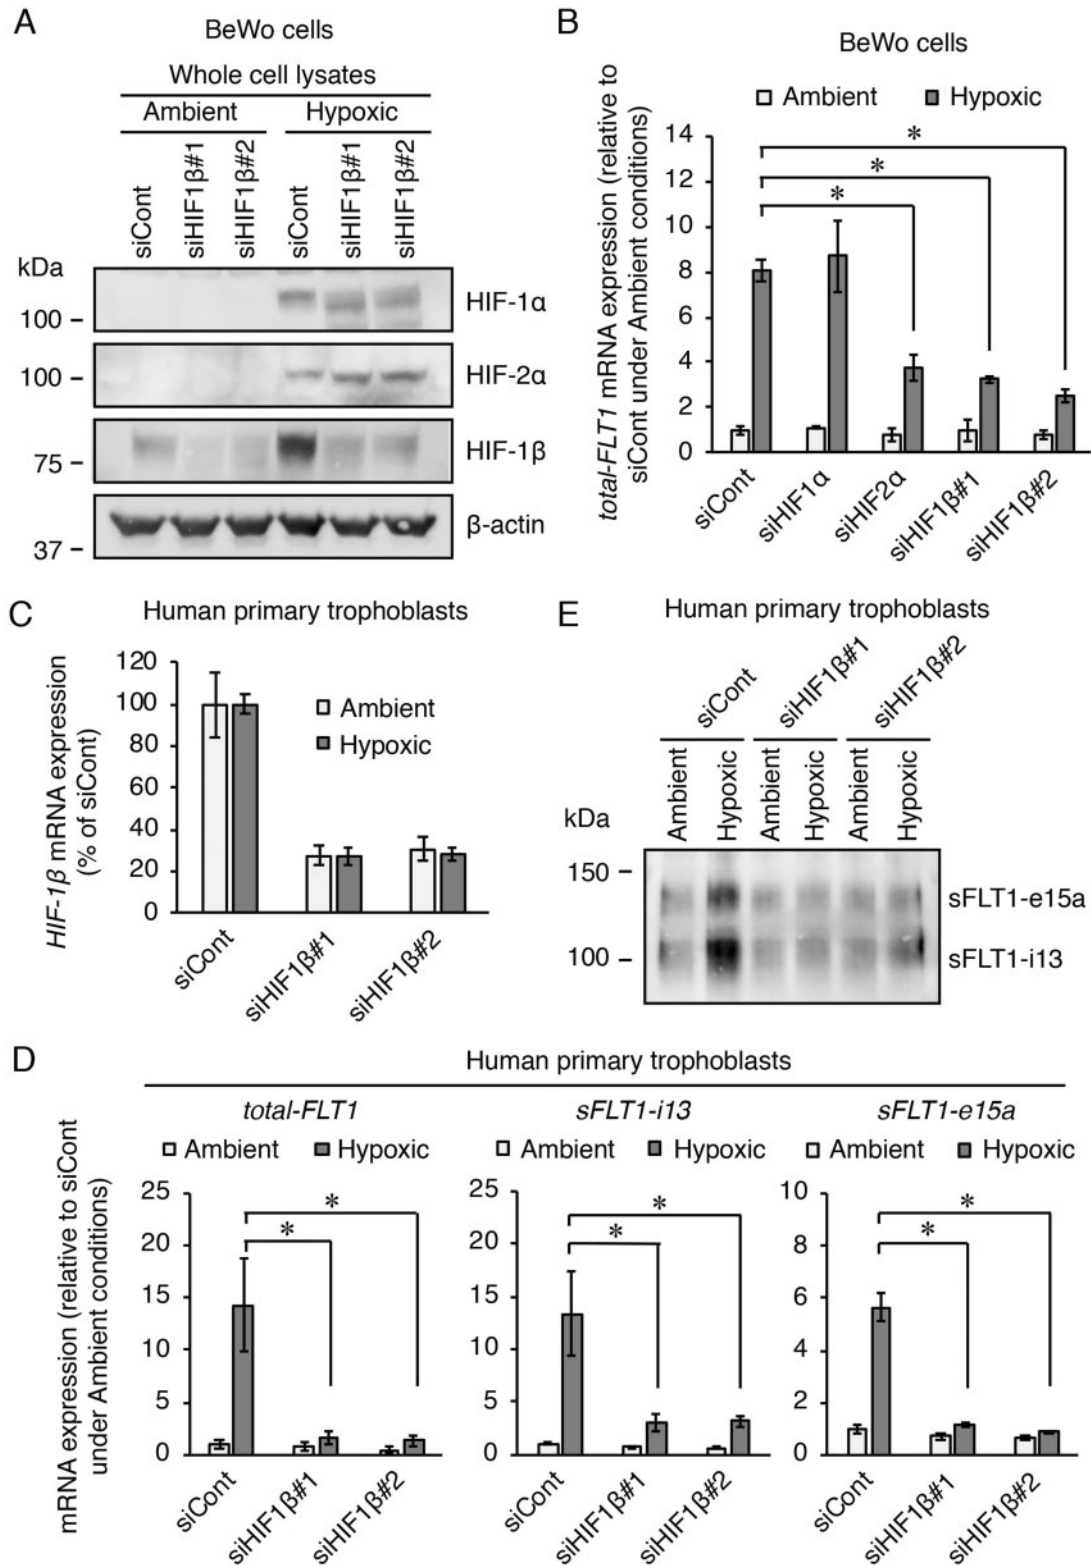 A
BeWo cells
Whole cell lysates
Ambient Hypoxic
siCont siHIF1β#1 siHIF1β#2 siCont siHIF1β#1 siHIF1β#2
kDa
HIF-1α
100
100
HIF-2α
HIF-1β
75
β-actin
37
B
BeWo cells
Ambient Hypoxic
total-FLT1 mRNA expression (relative to
siCont under Ambient conditions)
14
12
10
8
6
4
2
0
*
*
*
siCont siHIF1α siHIF2α siHIF1β#1 siHIF1β#2
C
Human primary trophoblasts
HIF-1β mRNA expression
(% of siCont)
120
100
80
60
40
20
0
Ambient
Hypoxic
siCont siHIF1β#1 siHIF1β#2
E
Human primary trophoblasts
siCont siHIF1β#1 siHIF1β#2
Ambient Hypoxic Ambient Hypoxic Ambient Hypoxic
kDa
150
sFLT1-e15a
100
sFLT1-i13
D
Human primary trophoblasts
mRNA expression (relative to siCont
under Ambient conditions)
total-FLT1
Ambient Hypoxic
25
20
15
10
5
0
*
*
siCont siHIF1β#1 siHIF1β#2
sFLT1-i13
Ambient Hypoxic
25
20
15
10
5
0
*
*
siCont siHIF1β#1 siHIF1β#2
sFLT1-e15a
Ambient Hypoxic
10
8
6
4
2
0
*
*
siCont siHIF1β#1 siHIF1β#2